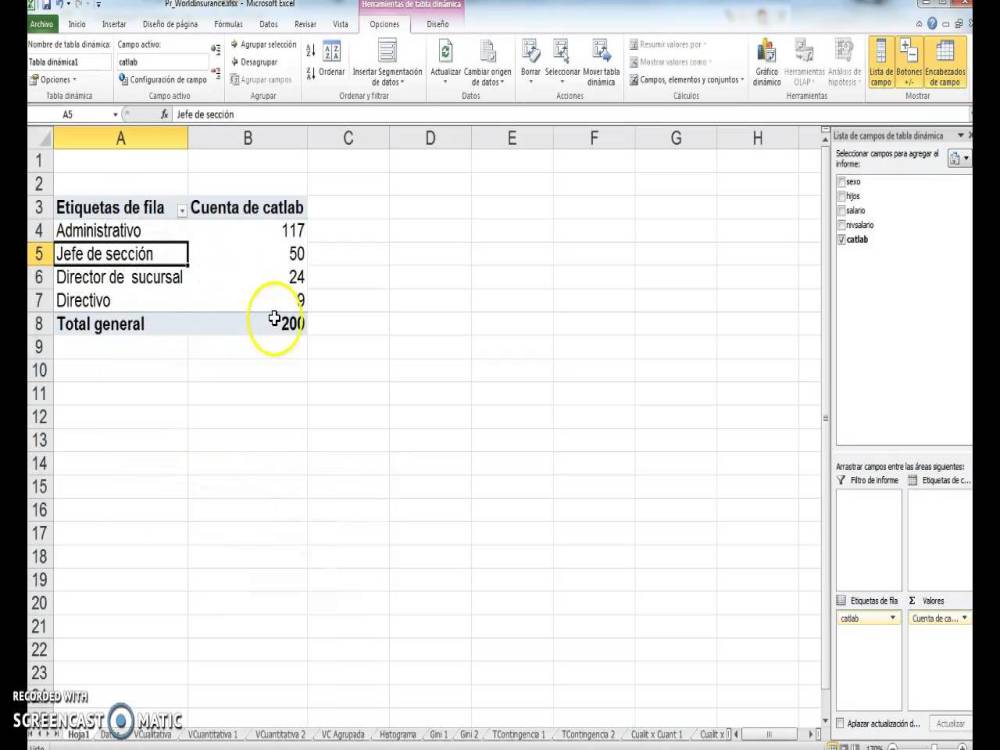 Pr_WorldInsurance.xlsx - Microsoft Excel
Herramientas de tabla dinámica
Archivo Inicio Insertar Diseño de página Fórmulas Datos Revisar Vista Opciones Diseño
Nombre de tabla dinámica: Campo activo:
Tabla dinámica1 catlab
Opciones Configuración de campo
Tabla dinámica Campo activo
Agrupar selección
Desagrupar
Agrupar campos
Agrupar
Ordenar Insertar Segmentación de datos
Ordenar y filtrar
Actualizar Cambiar origen de datos
Datos
Borrar Seleccionar Mover tabla dinámica
Acciones
Resumir valores por
Mostrar valores como
Campos, elementos y conjuntos
Cálculos
Gráfico dinámico Herramientas OLAP Análisis de hipótesis
Herramientas
Lista de campo Botones +/- Encabezados de campo
Mostrar
A5 fx Jefe de sección
A B C D E F G H
1
2
3 Etiquetas de fila Cuenta de catlab
4 Administrativo 117
5 Jefe de sección 50
6 Director de sucursal 24
7 Directivo 9
8 Total general 200
9
10
11
12
13
14
15
16
17
18
19
20
21
22
23
Lista de campos de tabla dinámica
Seleccionar campos para agregar al
informe:
sexo
hijos
salario
nivsalario
catlab
Arrastrar campos entre las áreas siguientes:
Filtro de informe Etiquetas de c...
Etiquetas de fila Σ Valores
catlab Cuenta de ca...
Aplazar actualización d... Actualizar
RECORDED WITH
SCREENCAST MATIC
Hoja1 VCualitativa VCuantitativa 1 VCuantitativa 2 VC Agrupada Histograma Gini 1 Gini 2 TContingencia 1 TContingencia 2 Cualit x Cuant 1 Cualit x
Listo 170%